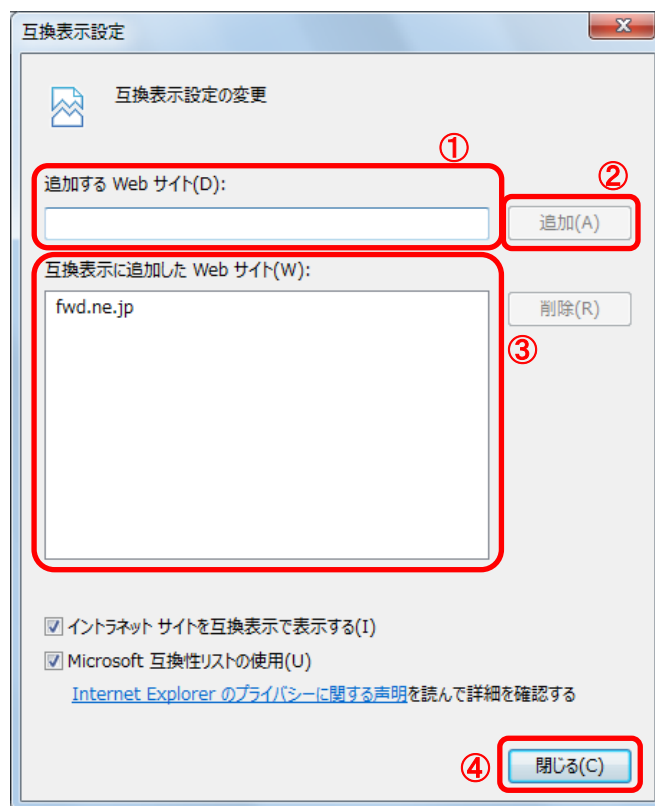 互換表示設定
互換表示設定の変更
①
追加する Web サイト(D):
②
追加(A)
互換表示に追加した Web サイト(W):
fwd.ne.jp
削除(R)
③
イントラネット サイトを互換表示で表示する(I)
Microsoft 互換性リストの使用(U)
Internet Explorer のプライバシーに関する声明を読んで詳細を確認する
④
閉じる(C)